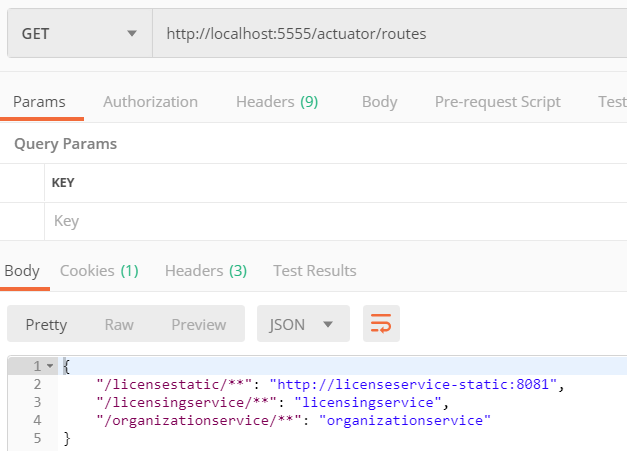 GET http://localhost:5555/actuator/routes
Params Authorization Headers (9) Body Pre-request Script Test
Query Params
KEY
Key
Body Cookies (1) Headers (3) Test Results
Pretty Raw Preview JSON
1 {
2 "/licensestatic/**": "http://licenseservice-static:8081",
3 "/licensingservice/**": "licensingservice",
4 "/organizationservice/**": "organizationservice"
5 }